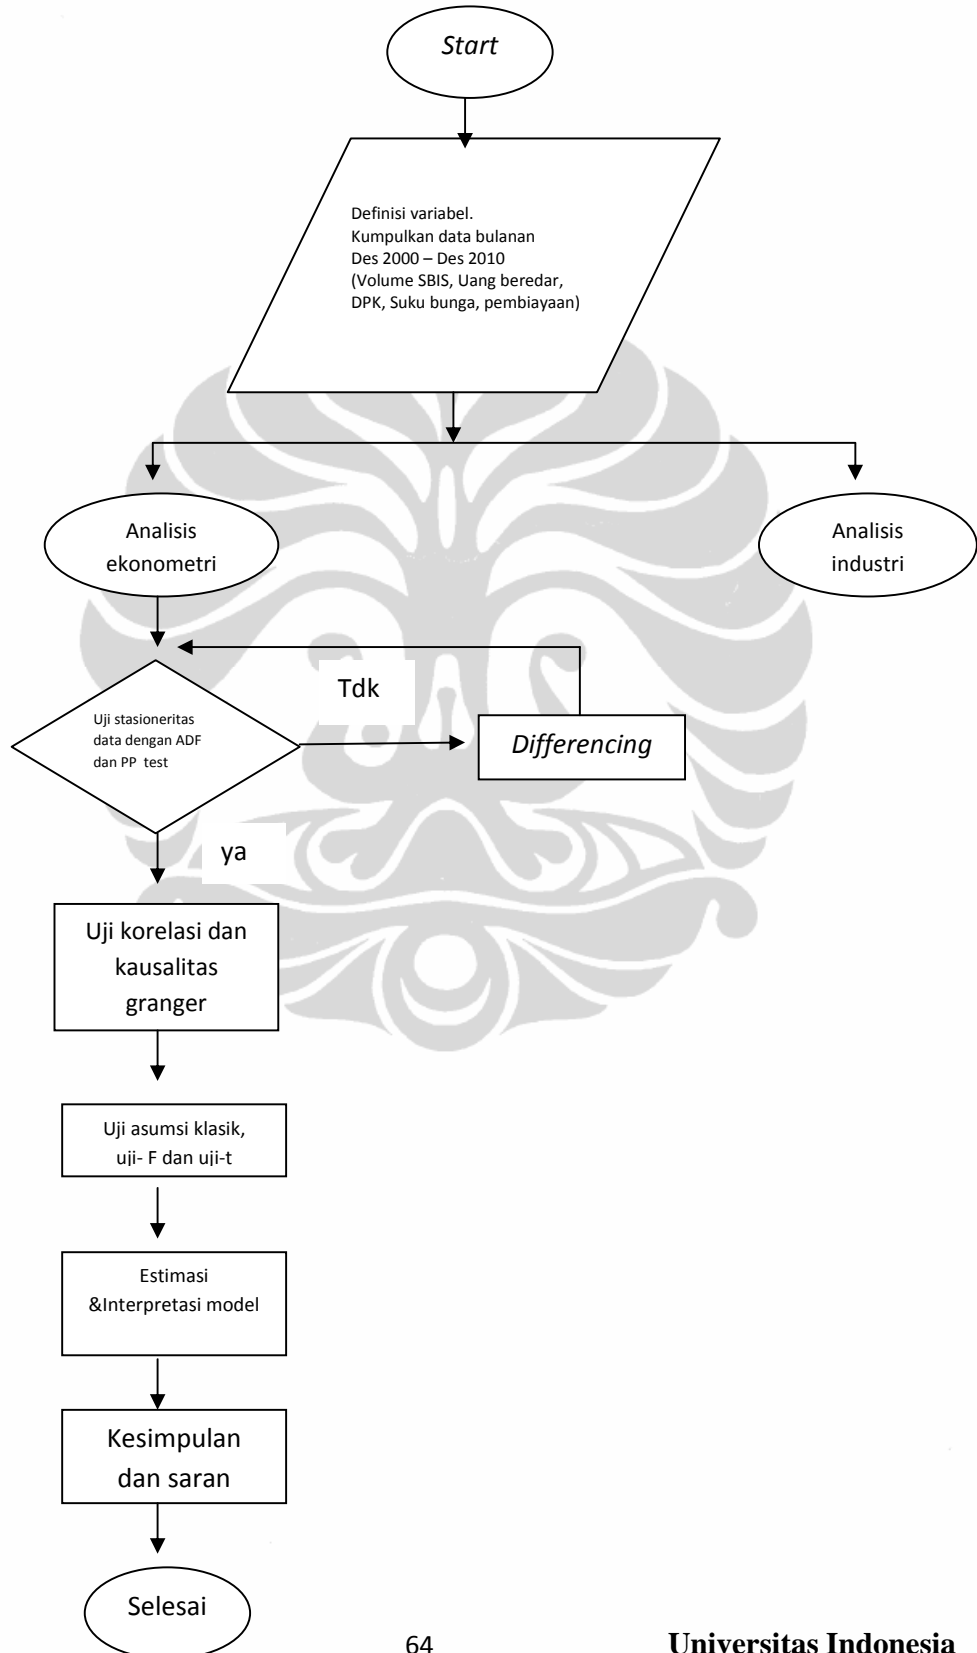 Start
Definisi variabel.
Kumpulkan data bulanan
Des 2000 – Des 2010
(Volume SBIS, Uang beredar,
DPK, Suku bunga, pembiayaan)
Analisis
ekonometri
Analisis
industri
Tdk
Uji stasioneritas
data dengan ADF
dan PP test
Differencing
ya
Uji korelasi dan
kausalitas
granger
Uji asumsi klasik,
uji- F dan uji-t
Estimasi
&Interpretasi model
Kesimpulan
dan saran
Selesai
64
Universitas Indonesia